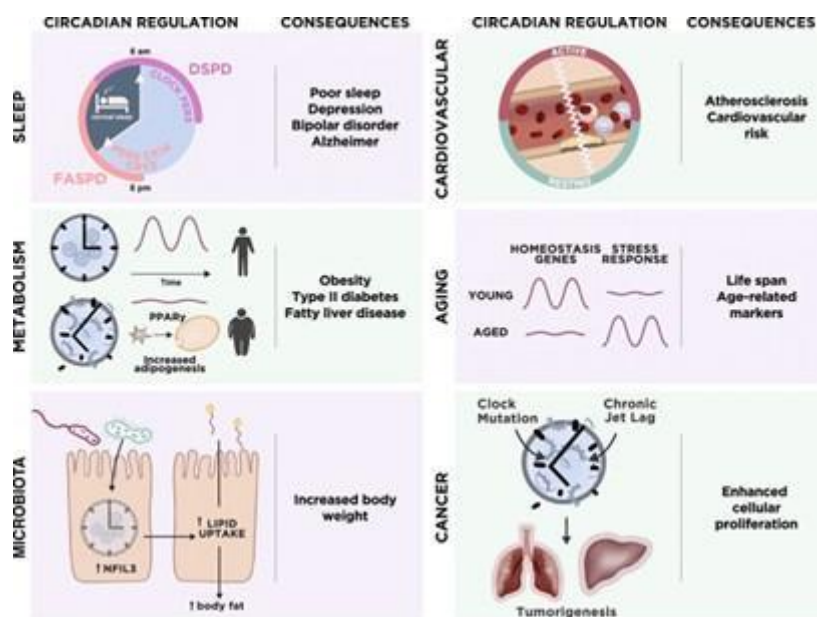 CIRCADIAN REGULATION
CONSEQUENCES
SLEEP
6 am
DSPD
CLOCK PER3
FASPD
6 pm
Poor sleep
Depression
Bipolar disorder
Alzheimer
METABOLISM
Time
PPARγ
Increased
adipogenesis
Obesity
Type II diabetes
Fatty liver disease
MICROBIOTA
↑ NFIL3
↑ LIPID
UPTAKE
↑ body fat
Increased body
weight
CIRCADIAN REGULATION
CONSEQUENCES
CARDIOVASCULAR
ACTIVE
RESTING
Atherosclerosis
Cardiovascular
risk
AGING
HOMEOSTASIS
GENES
STRESS
RESPONSE
YOUNG
AGED
Life span
Age-related
markers
CANCER
Clock
Mutation
Chronic
Jet Lag
Tumorigenesis
Enhanced
cellular
proliferation